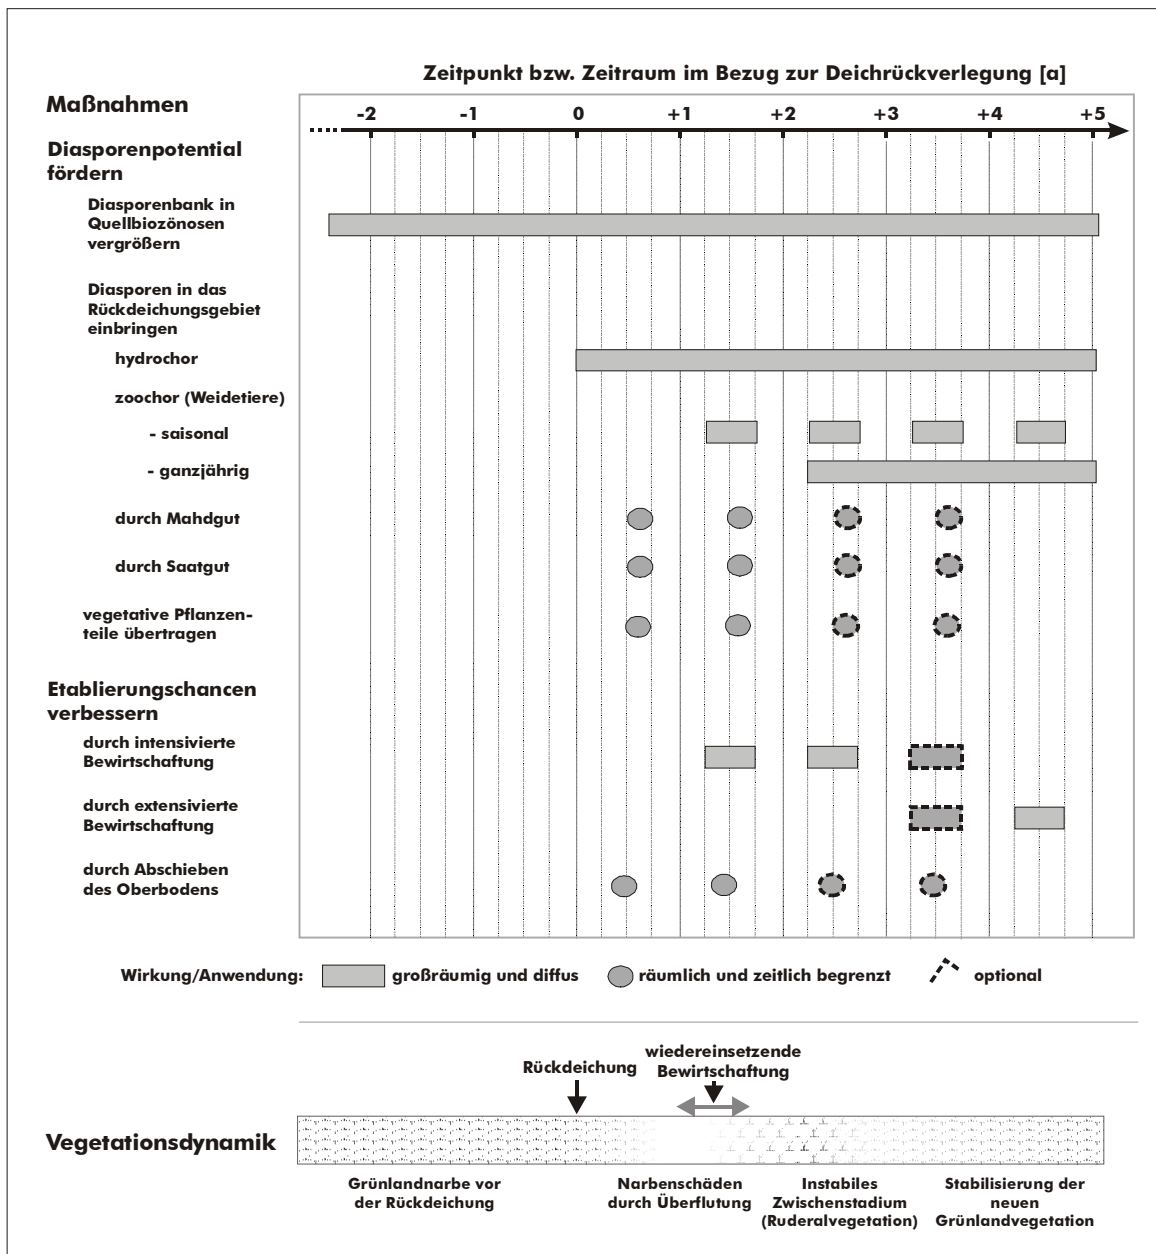 Zeitpunkt bzw. Zeitraum im Bezug zur Deichrückverlegung [a]
Maßnahmen
-2 -1 0 +1 +2 +3 +4 +5
Diasporenpotential
fördern
Diasporenbank in
Quellbiozönosen
vergrößern
Diasporen in das
Rückdeichungsgebiet
einbringen
hydrochor
zoochor (Weidetiere)
- saisonal
- ganzjährig
durch Mahdgut
durch Saatgut
vegetative Pflanzen-
teile übertragen
Etablierungschancen
verbessern
durch intensivierte
Bewirtschaftung
durch extensivierte
Bewirtschaftung
durch Abschieben
des Oberbodens
Wirkung/Anwendung: großräumig und diffus räumlich und zeitlich begrenzt optional
wiedereinsetzende
Rückdeichung Bewirtschaftung
Vegetationsdynamik
Grünlandnarbe vor
der Rückdeichung
Narbenschäden
durch Überflutung
Instabiles
Zwischenstadium
(Ruderalvegetation)
Stabilisierung der
neuen
Grünlandvegetation